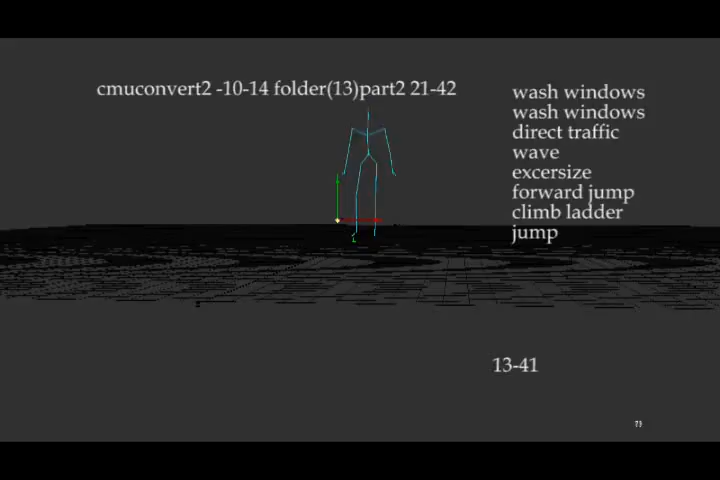 cmuconvert2 -10-14 folder(13)part2 21-42
wash windows
wash windows
direct traffic
wave
excersize
forward jump
climb ladder
jump
13-41